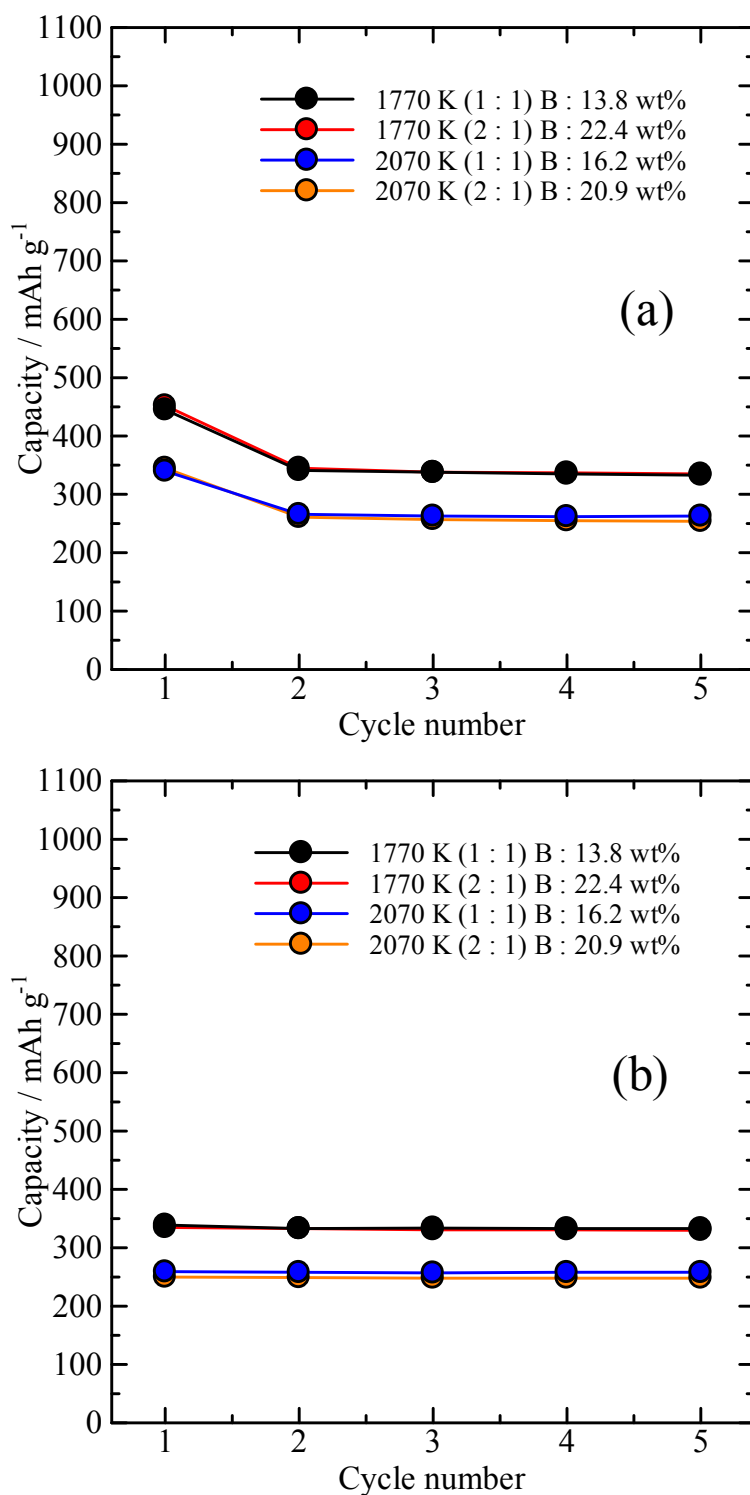 1100
1000
900
800
700
600
500
400
300
200
100
0
Capacity / mAh g-1
1770 K (1 : 1) B : 13.8 wt%
1770 K (2 : 1) B : 22.4 wt%
2070 K (1 : 1) B : 16.2 wt%
2070 K (2 : 1) B : 20.9 wt%
(a)
1 2 3 4 5
Cycle number
1100
1000
900
800
700
600
500
400
300
200
100
0
Capacity / mAh g-1
1770 K (1 : 1) B : 13.8 wt%
1770 K (2 : 1) B : 22.4 wt%
2070 K (1 : 1) B : 16.2 wt%
2070 K (2 : 1) B : 20.9 wt%
(b)
1 2 3 4 5
Cycle number